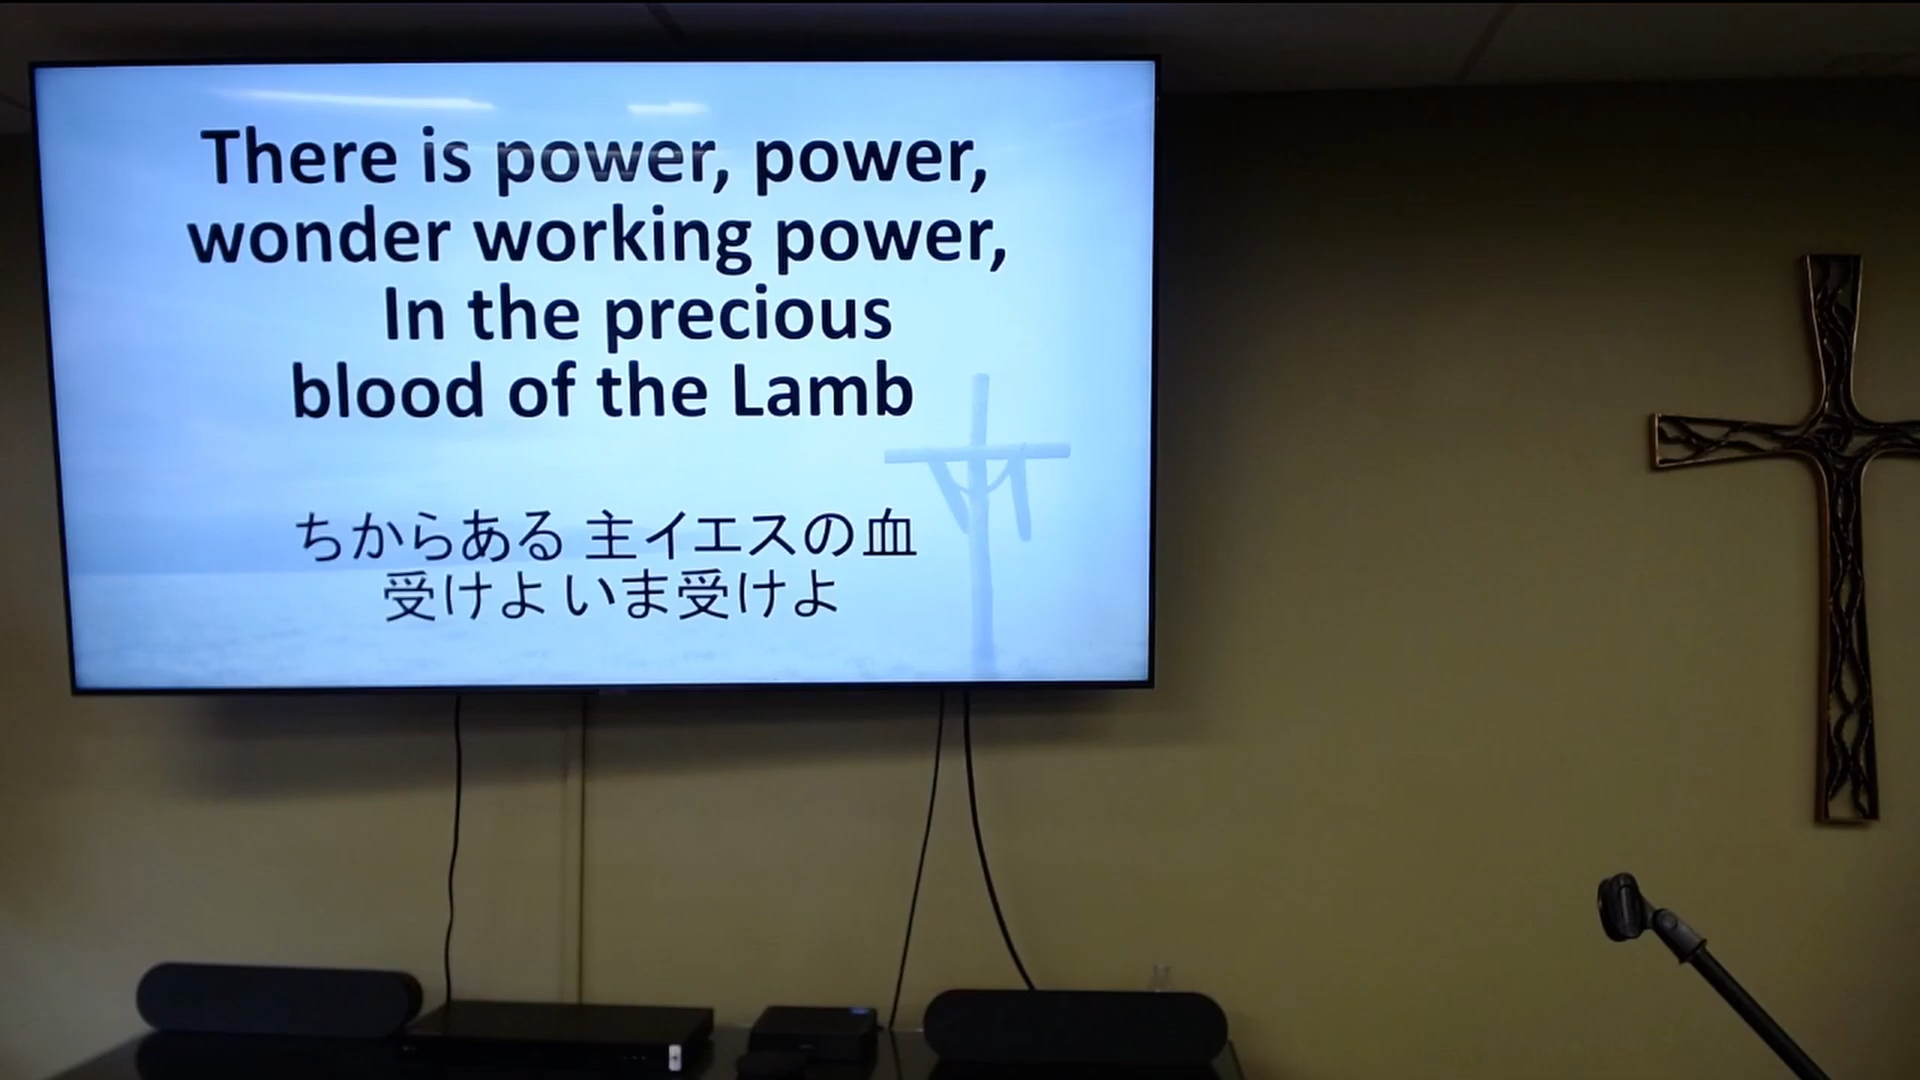 There is power, power,
wonder working power,
In the precious
blood of the Lamb
ちからある 主イエスの血
受けよ いま受けよ